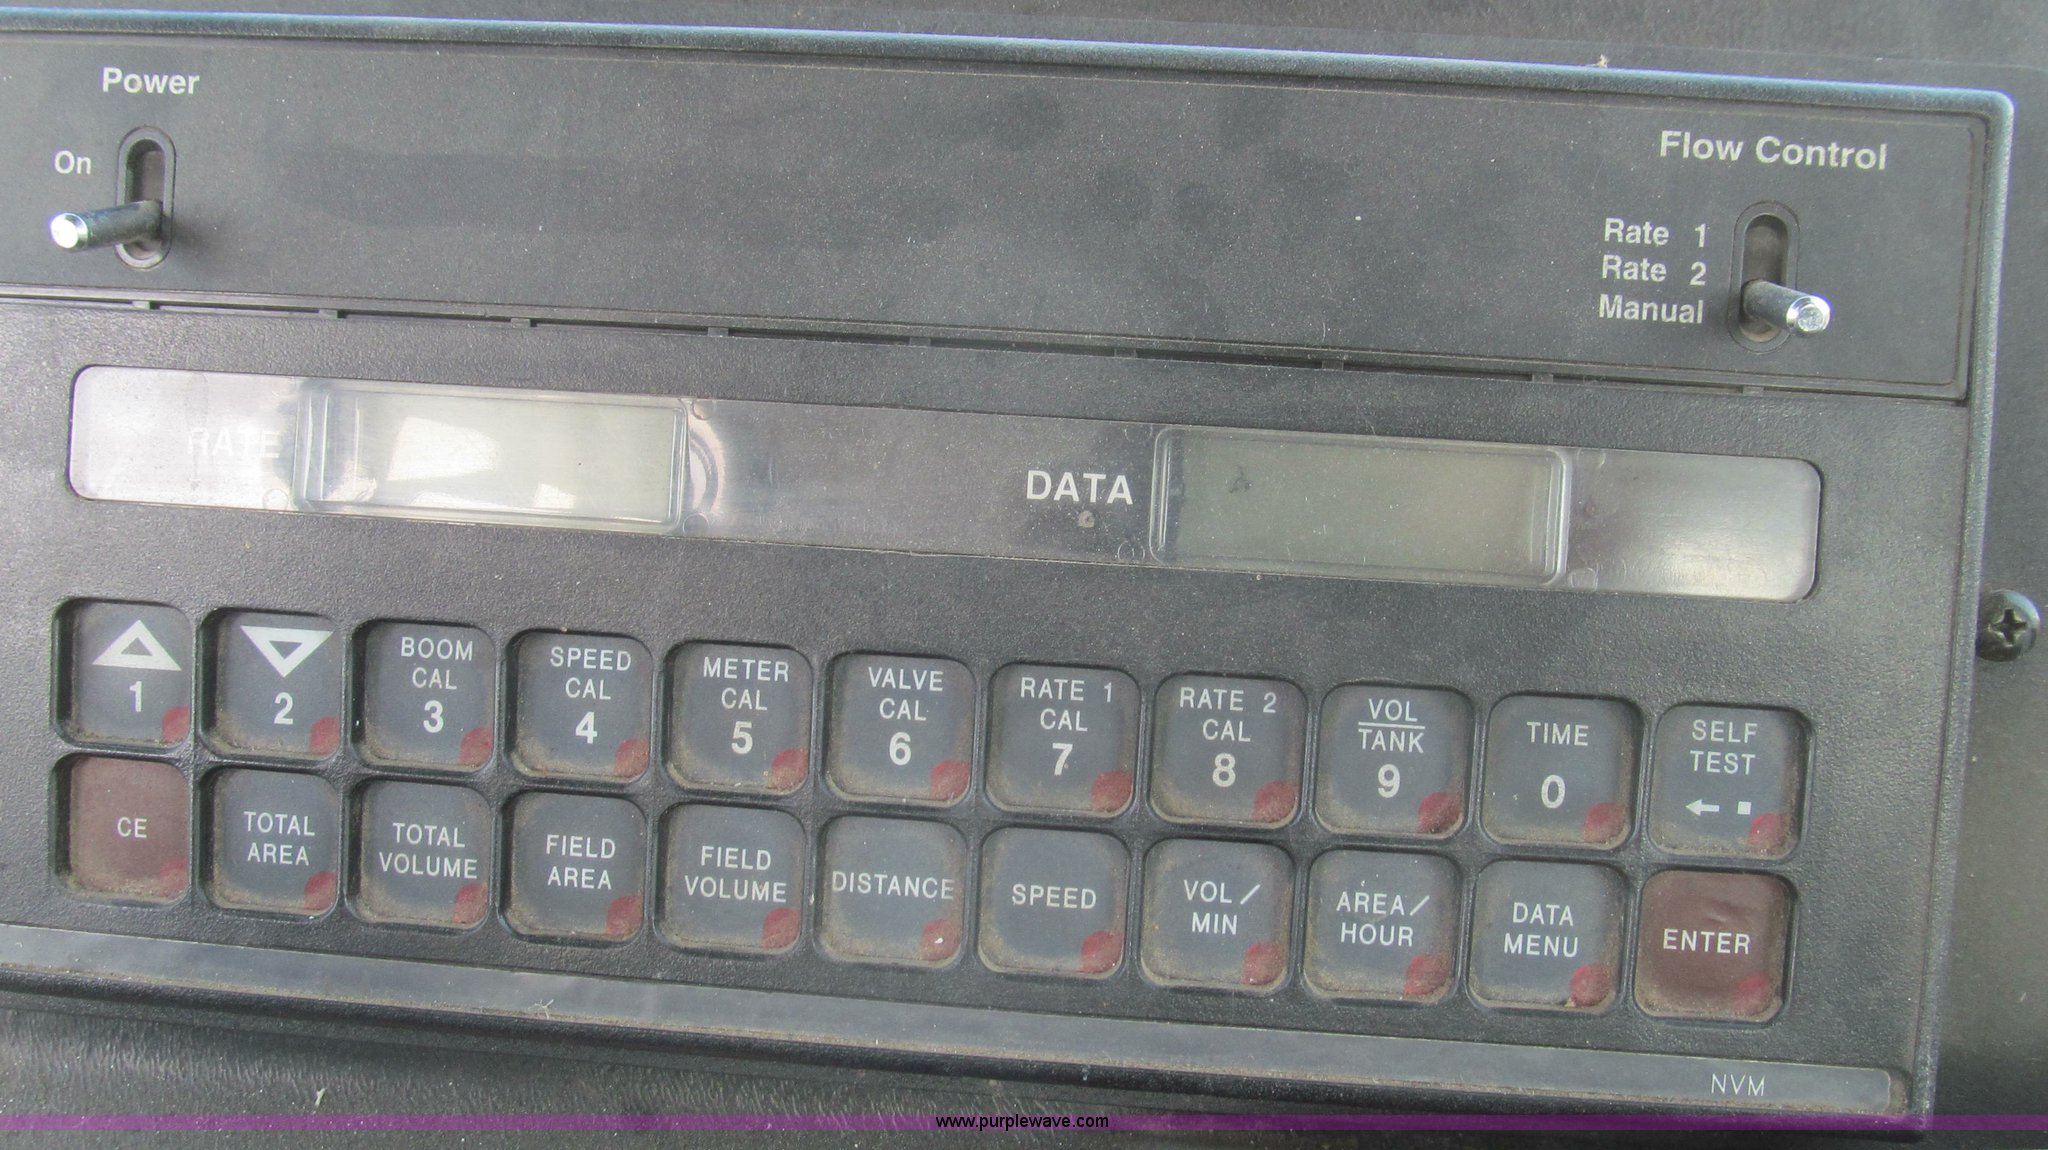 Power
On
Flow Control
Rate 1
Rate 2
Manual
RATE
DATA
1
2
BOOM
CAL
3
SPEED
CAL
4
METER
CAL
5
VALVE
CAL
6
RATE 1
CAL
7
RATE 2
CAL
8
VOL
TANK
9
TIME
0
SELF
TEST
CE
TOTAL
AREA
TOTAL
VOLUME
FIELD
AREA
FIELD
VOLUME
DISTANCE
SPEED
VOL /
MIN
AREA/
HOUR
DATA
MENU
ENTER
NVM
www.purplewave.com